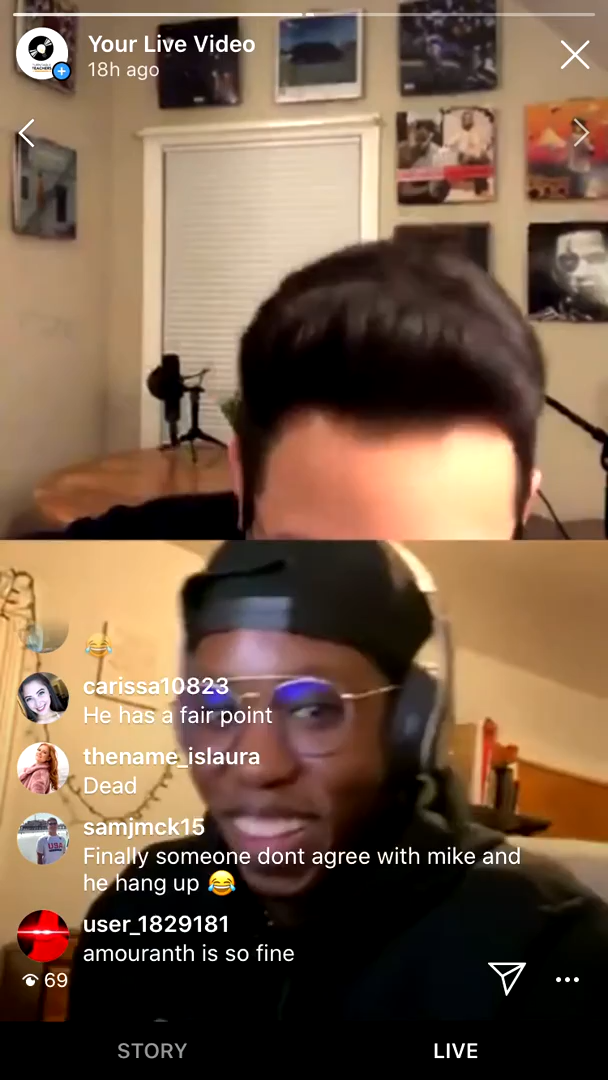 Your Live Video
18h ago
😂
carissa10823
He has a fair point
thename_islaura
Dead
samjmck15
Finally someone dont agree with mike and
he hang up 😂
user_1829181
amouranth is so fine
69
STORY
LIVE